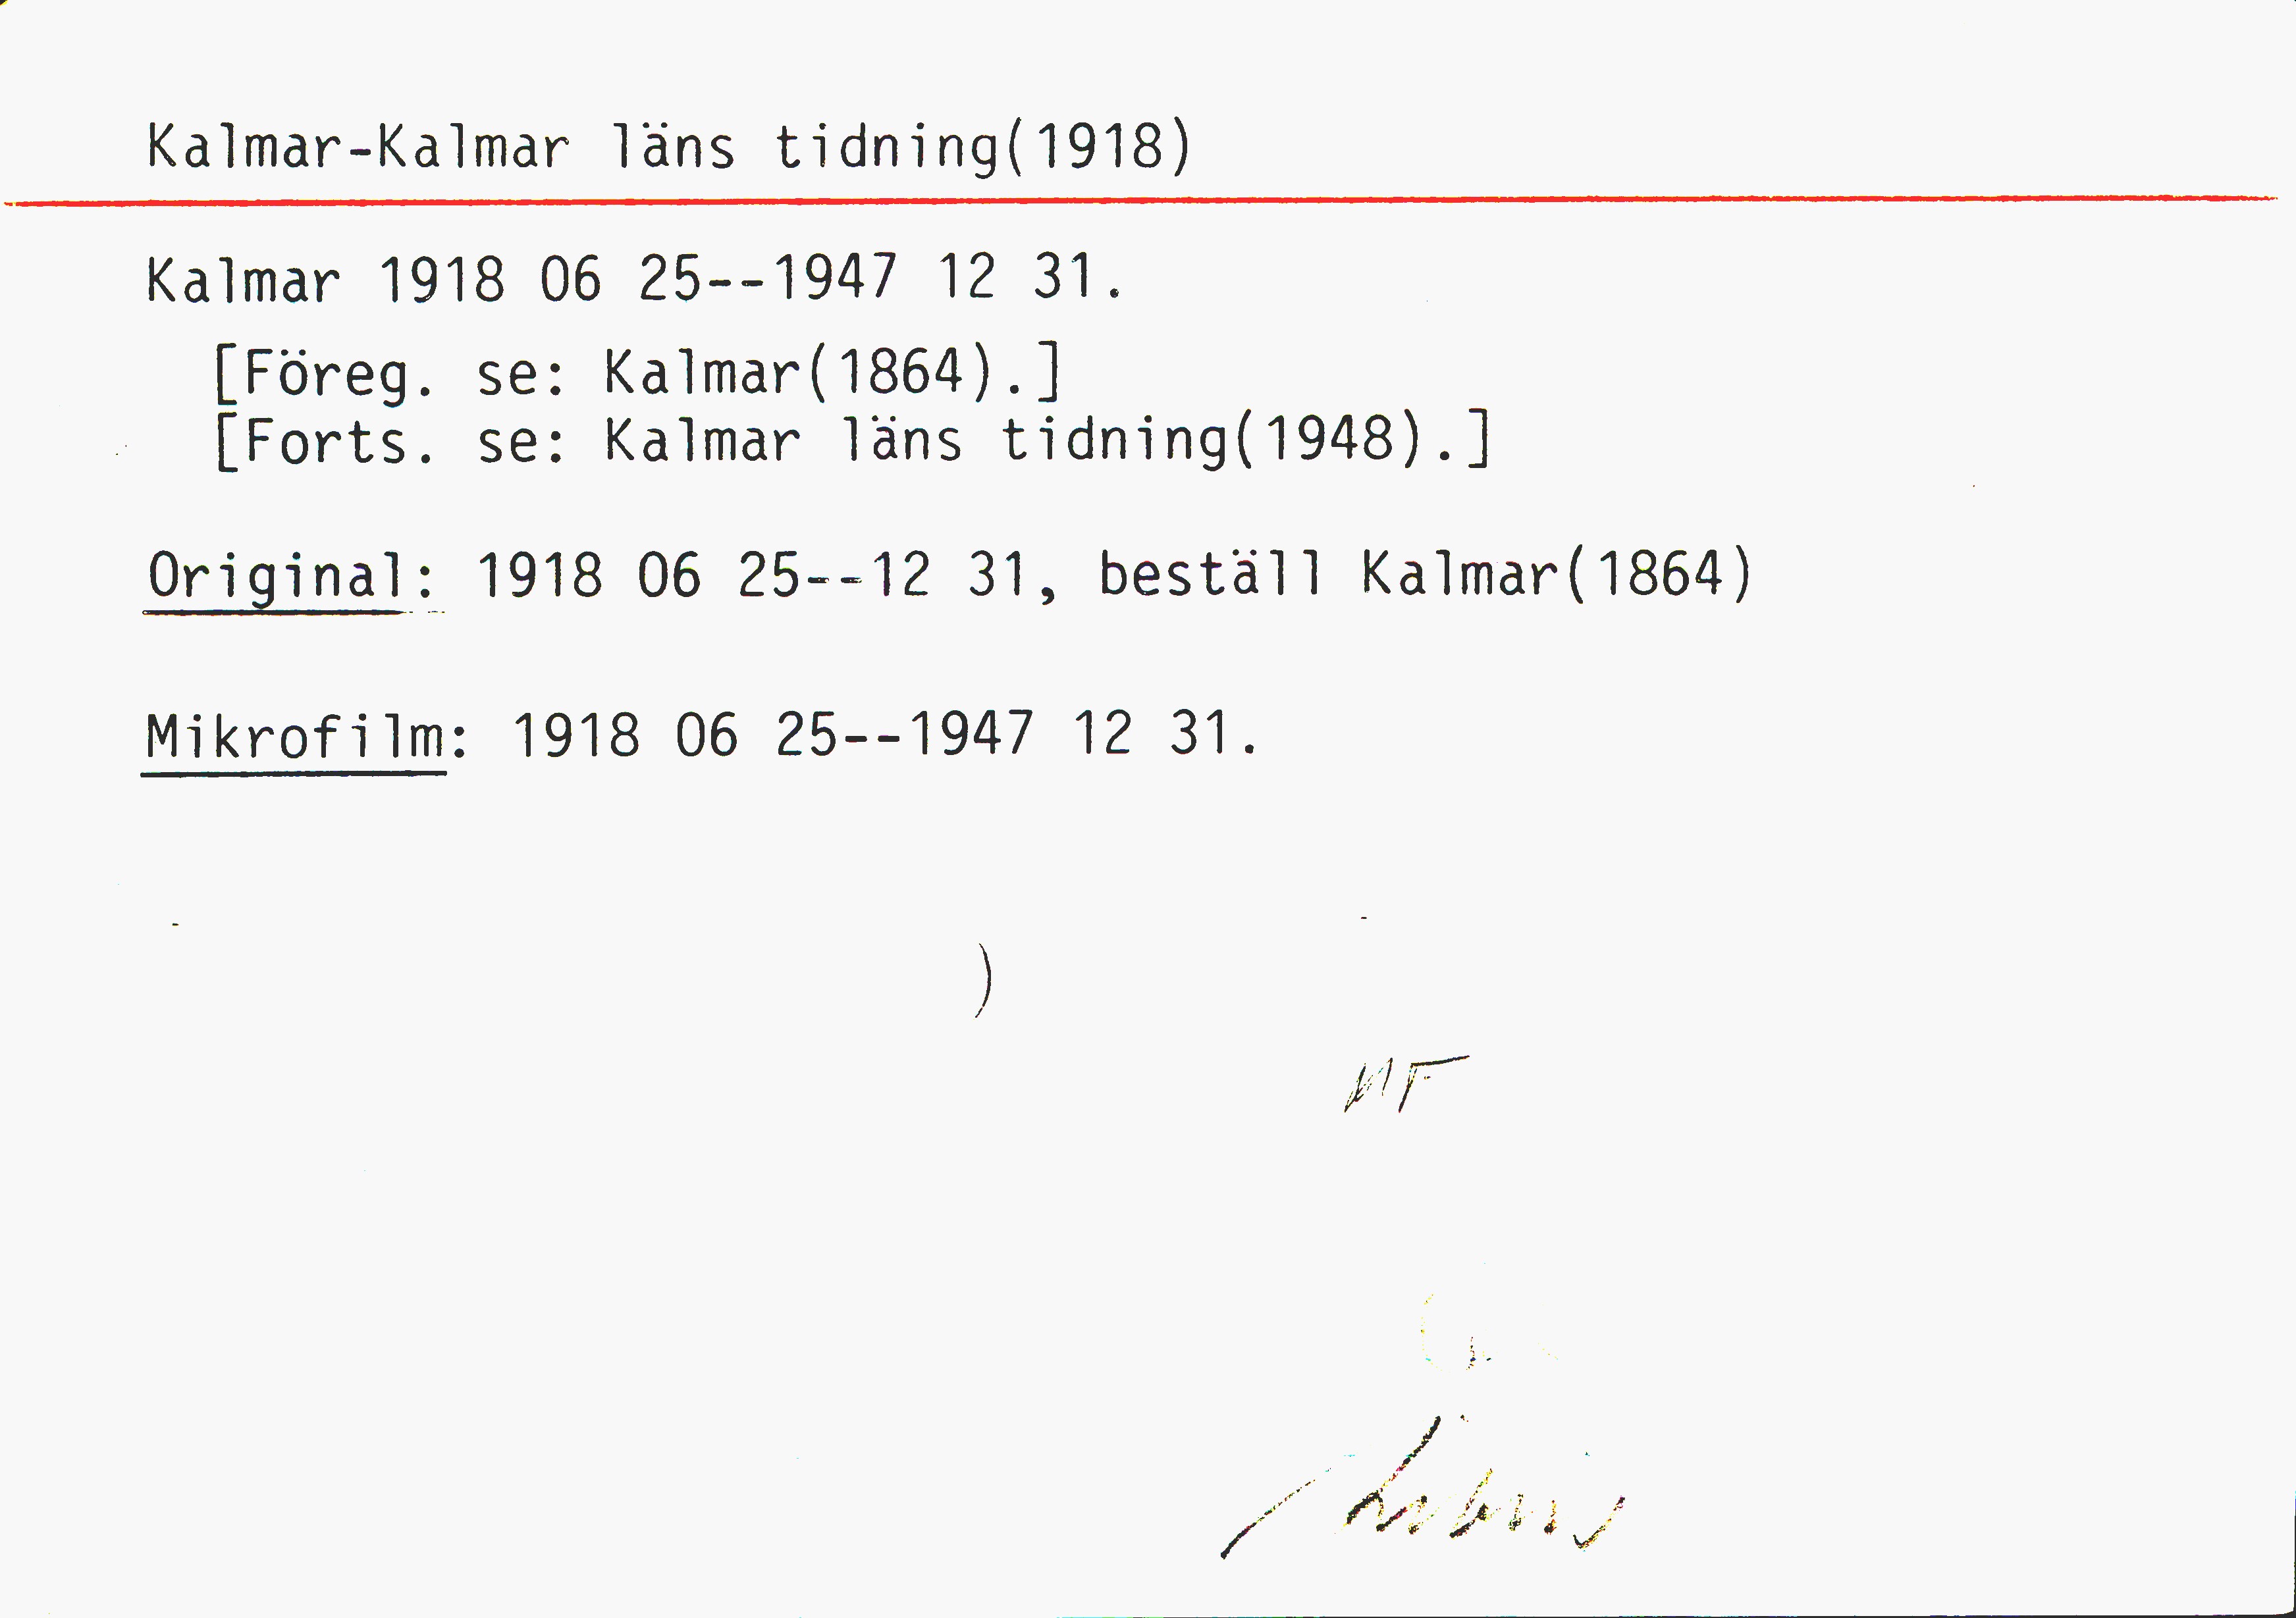 Kalmar-Kalmar läns tidning(1918)
Kalmar 1918 06 25--1947 12 31.
[Föreg. se: Kalmar(1864).]
[Forts. se: Kalmar läns tidning(1948).]
Original: 1918 06 25--12 31, beställ Kalmar(1864)
Mikrofilm: 1918 06 25--1947 12 31.
)
MF